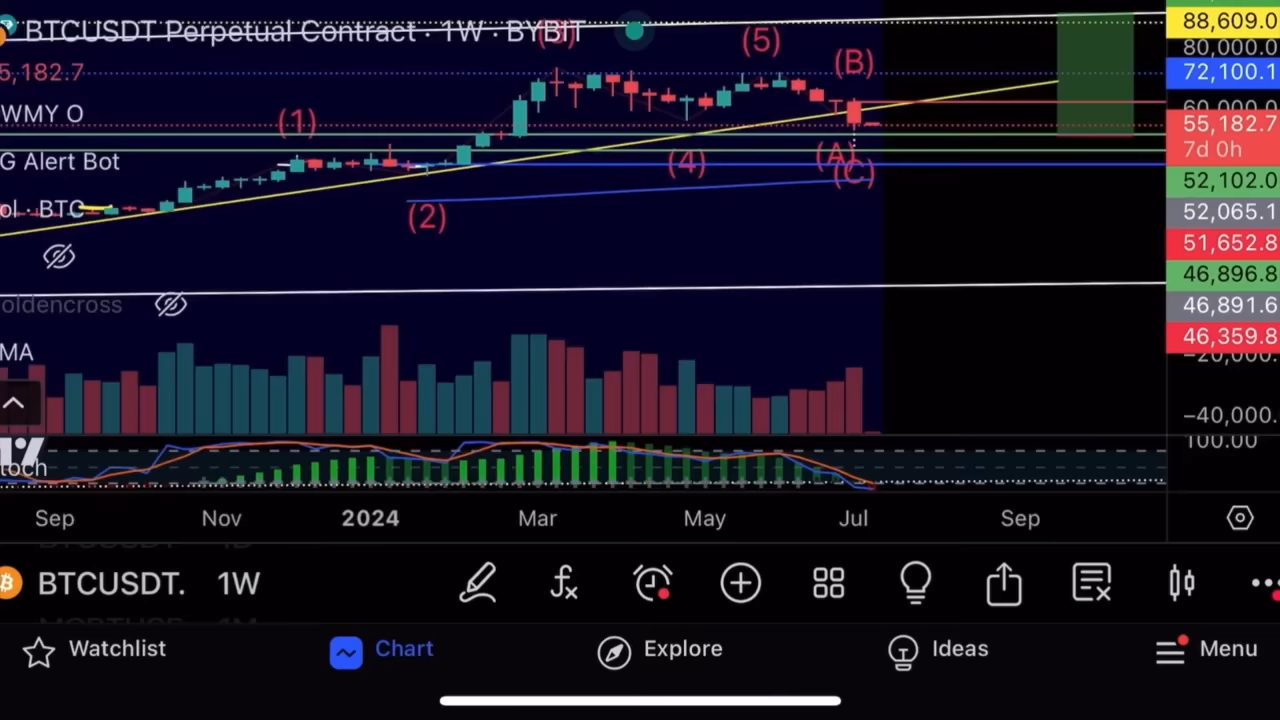 BTCUSDT Perpetual Contract · 1W · BYBIT
5,182.7
WMY O
G Alert Bot
ol · BTC
oldencross
MA
toch
(1)
(2)
(3)
(4)
(5)
(A)
(B)
(C)
88,609.0
80,000.0
72,100.1
60,000.0
55,182.7
7d 0h
52,102.0
52,065.1
51,652.8
46,896.8
46,891.6
46,359.8
−20,000.
−40,000.
100.00
Sep Nov 2024 Mar May Jul Sep
BTCUSDT. 1W
Watchlist Chart Explore Ideas Menu